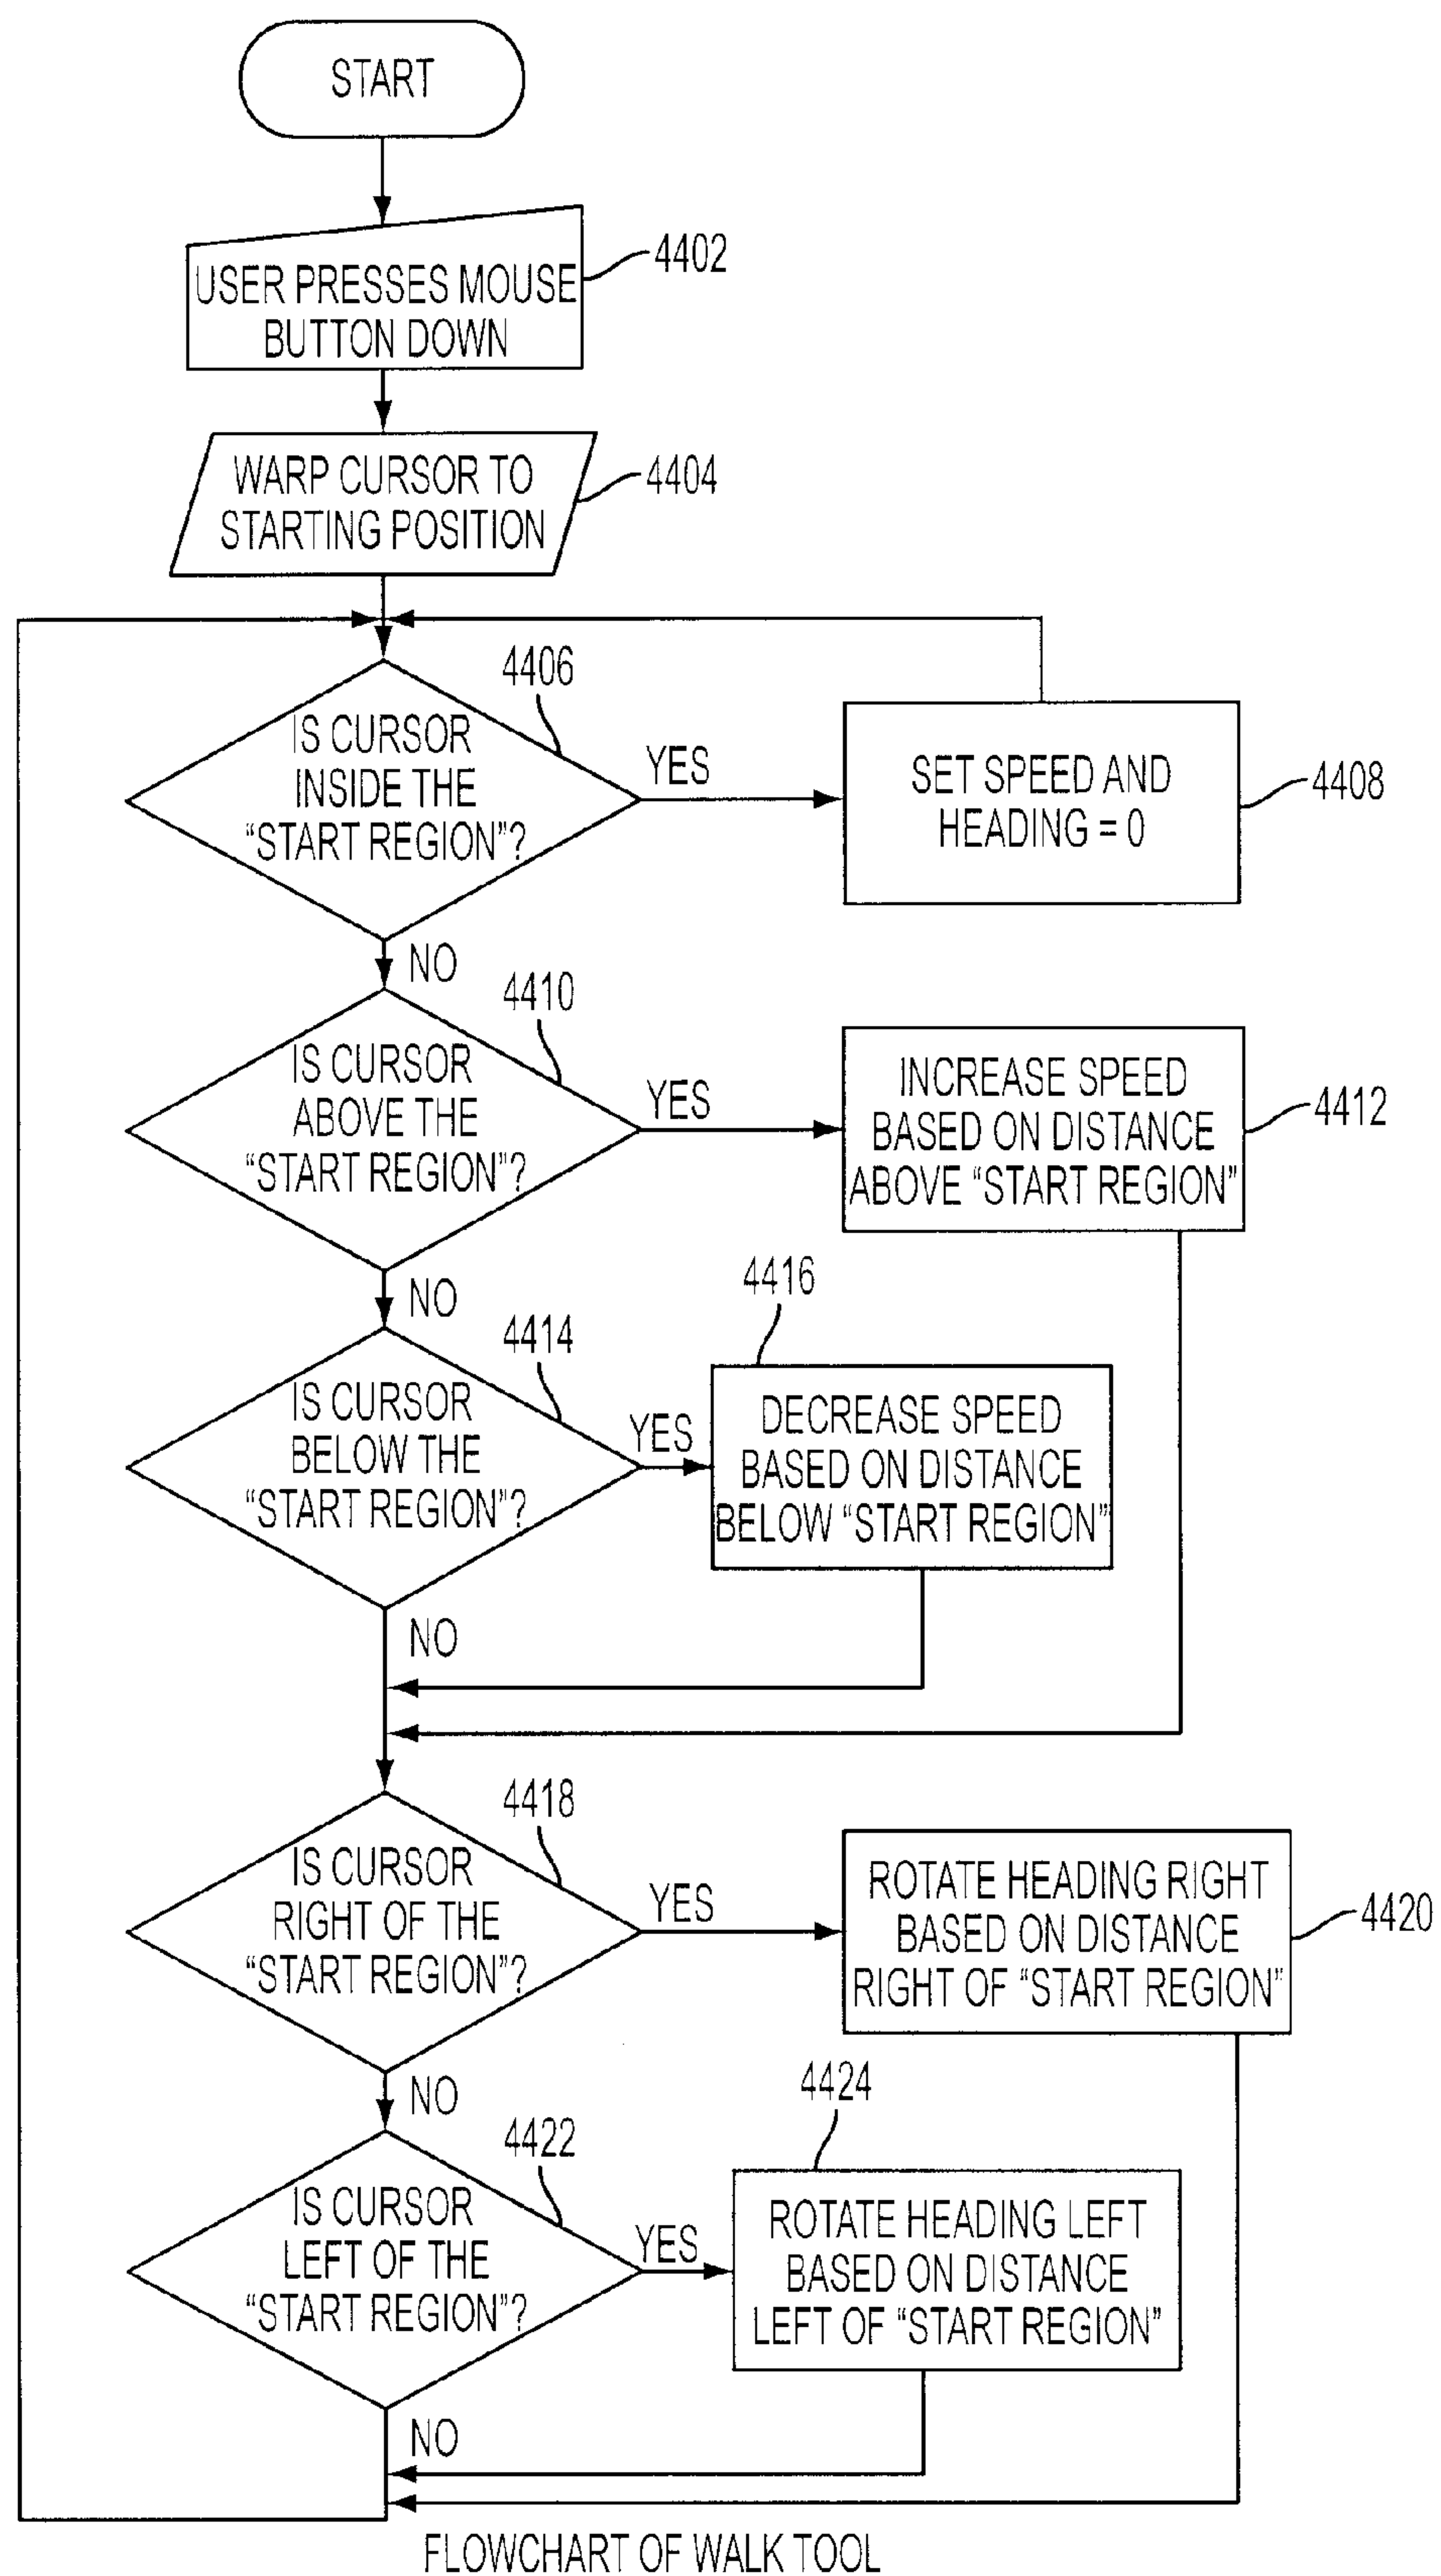 START
4402
USER PRESSES MOUSE
BUTTON DOWN
WARP CURSOR TO
STARTING POSITION
4404
4406
IS CURSOR
INSIDE THE
“START REGION”?
YES
SET SPEED AND
HEADING = 0
4408
NO
4410
IS CURSOR
ABOVE THE
“START REGION”?
YES
INCREASE SPEED
BASED ON DISTANCE
ABOVE “START REGION”
4412
NO
4414
IS CURSOR
BELOW THE
“START REGION”?
YES
4416
DECREASE SPEED
BASED ON DISTANCE
BELOW “START REGION”
NO
4418
IS CURSOR
RIGHT OF THE
“START REGION”?
YES
ROTATE HEADING RIGHT
BASED ON DISTANCE
RIGHT OF “START REGION”
4420
NO
4422
IS CURSOR
LEFT OF THE
“START REGION”?
YES
4424
ROTATE HEADING LEFT
BASED ON DISTANCE
LEFT OF “START REGION”
NO
FLOWCHART OF WALK TOOL